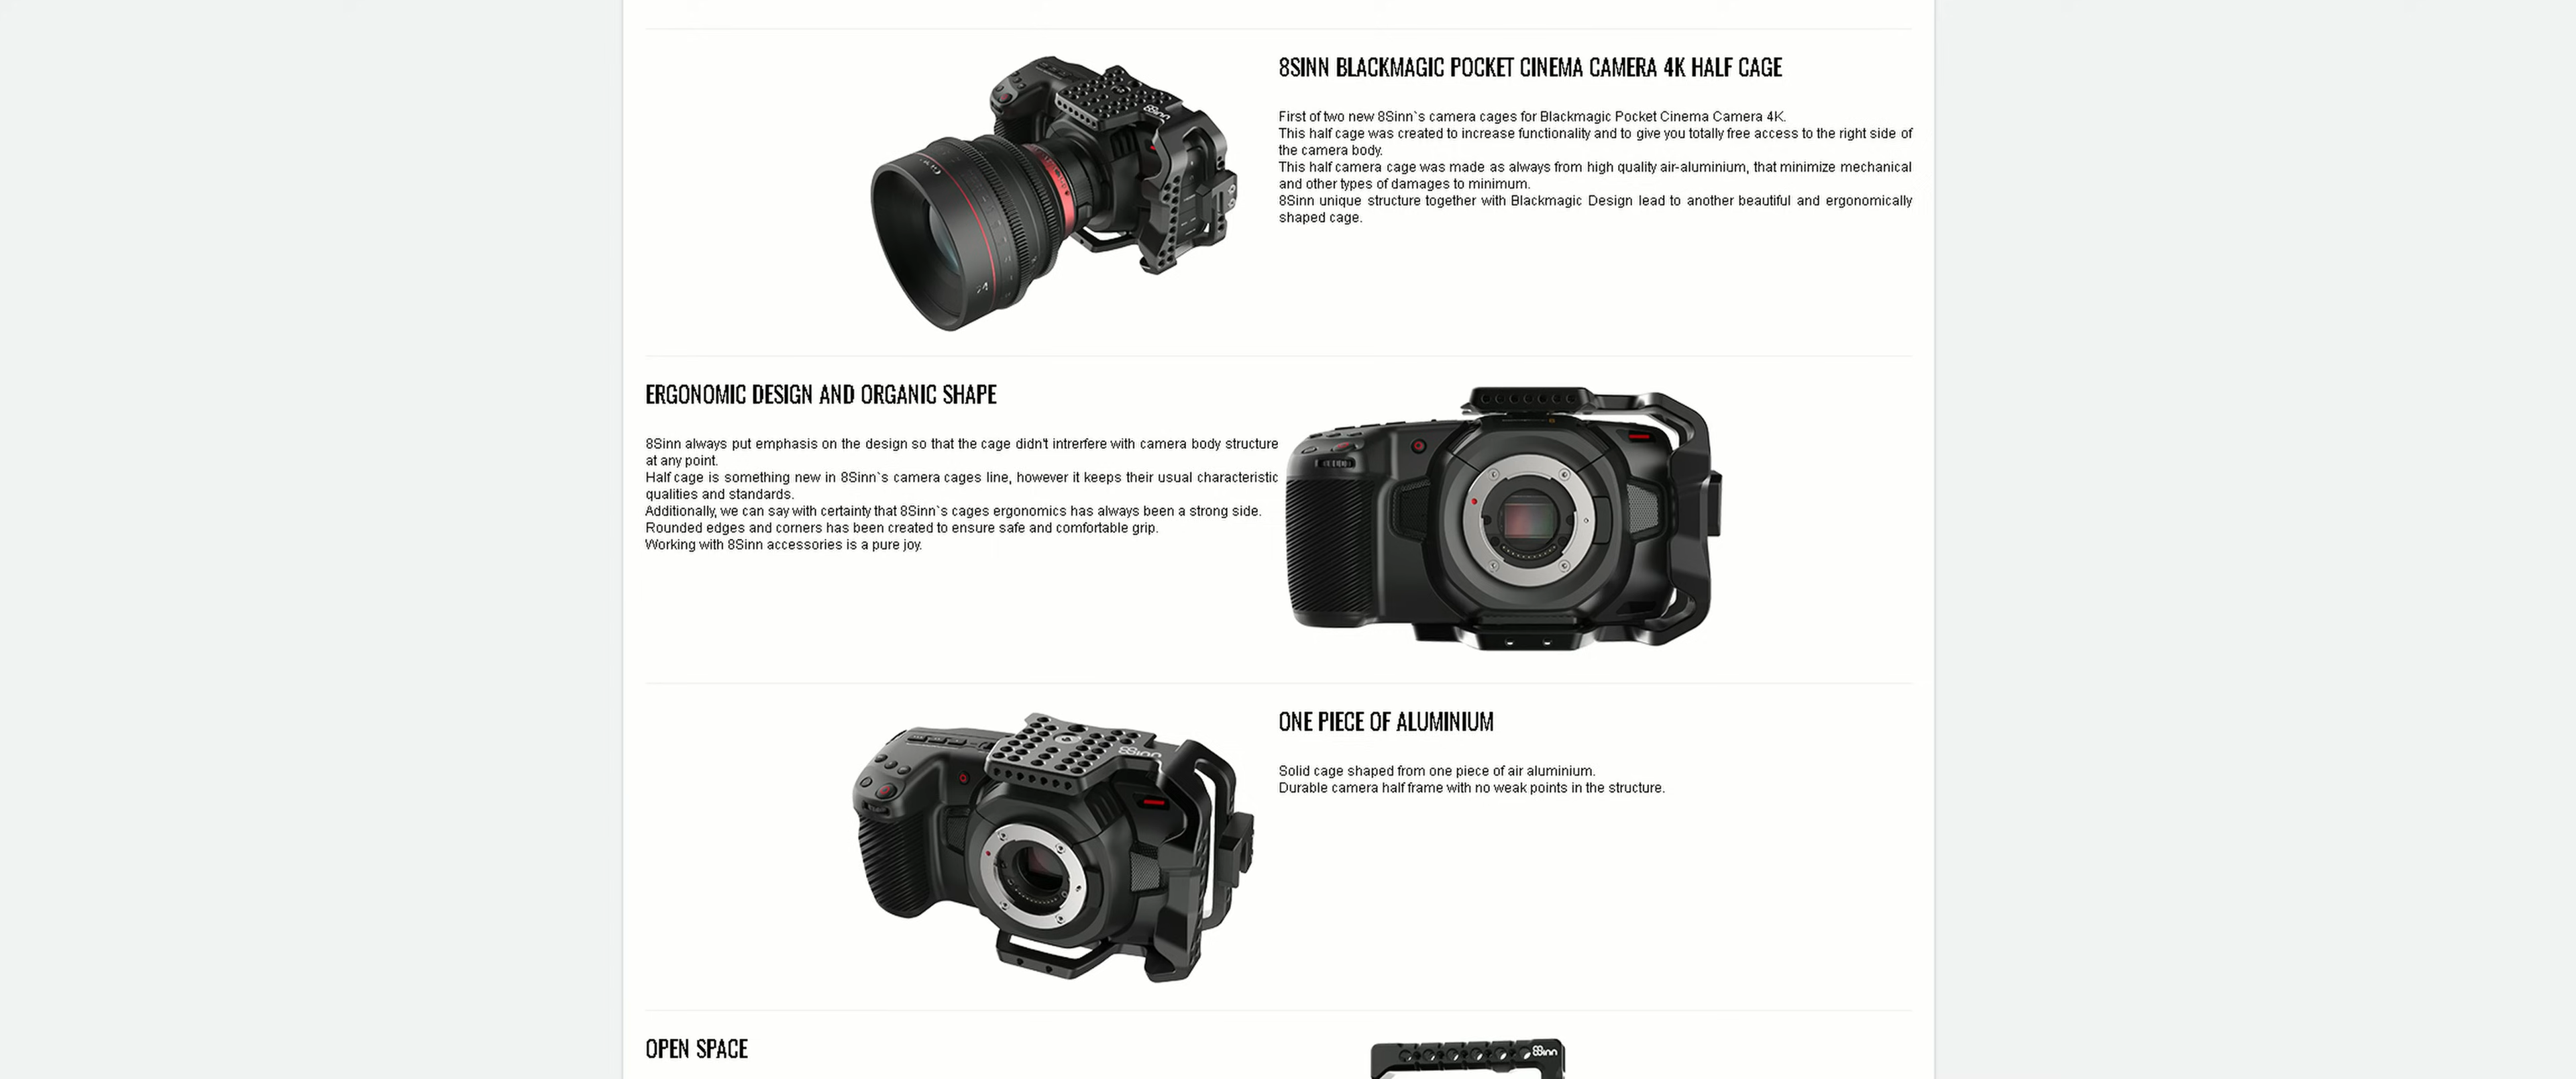 8SINN BLACKMAGIC POCKET CINEMA CAMERA 4K HALF CAGE
First of two new 8Sinn`s camera cages for Blackmagic Pocket Cinema Camera 4K.
This half cage was created to increase functionality and to give you totally free access to the right side of
the camera body.
This half camera cage was made as always from high quality air-aluminium, that minimize mechanical
and other types of damages to minimum.
8Sinn unique structure together with Blackmagic Design lead to another beautiful and ergonomically
shaped cage.
8Sinn
24
ERGONOMIC DESIGN AND ORGANIC SHAPE
8Sinn always put emphasis on the design so that the cage didn't intrerfere with camera body structure
at any point.
Half cage is something new in 8Sinn`s camera cages line, however it keeps their usual characteristic
qualities and standards.
Additionally, we can say with certainty that 8Sinn`s cages ergonomics has always been a strong side.
Rounded edges and corners has been created to ensure safe and comfortable grip.
Working with 8Sinn accessories is a pure joy.
8Sinn
ONE PIECE OF ALUMINIUM
Solid cage shaped from one piece of air aluminium.
Durable camera half frame with no weak points in the structure.
OPEN SPACE
8Sinn